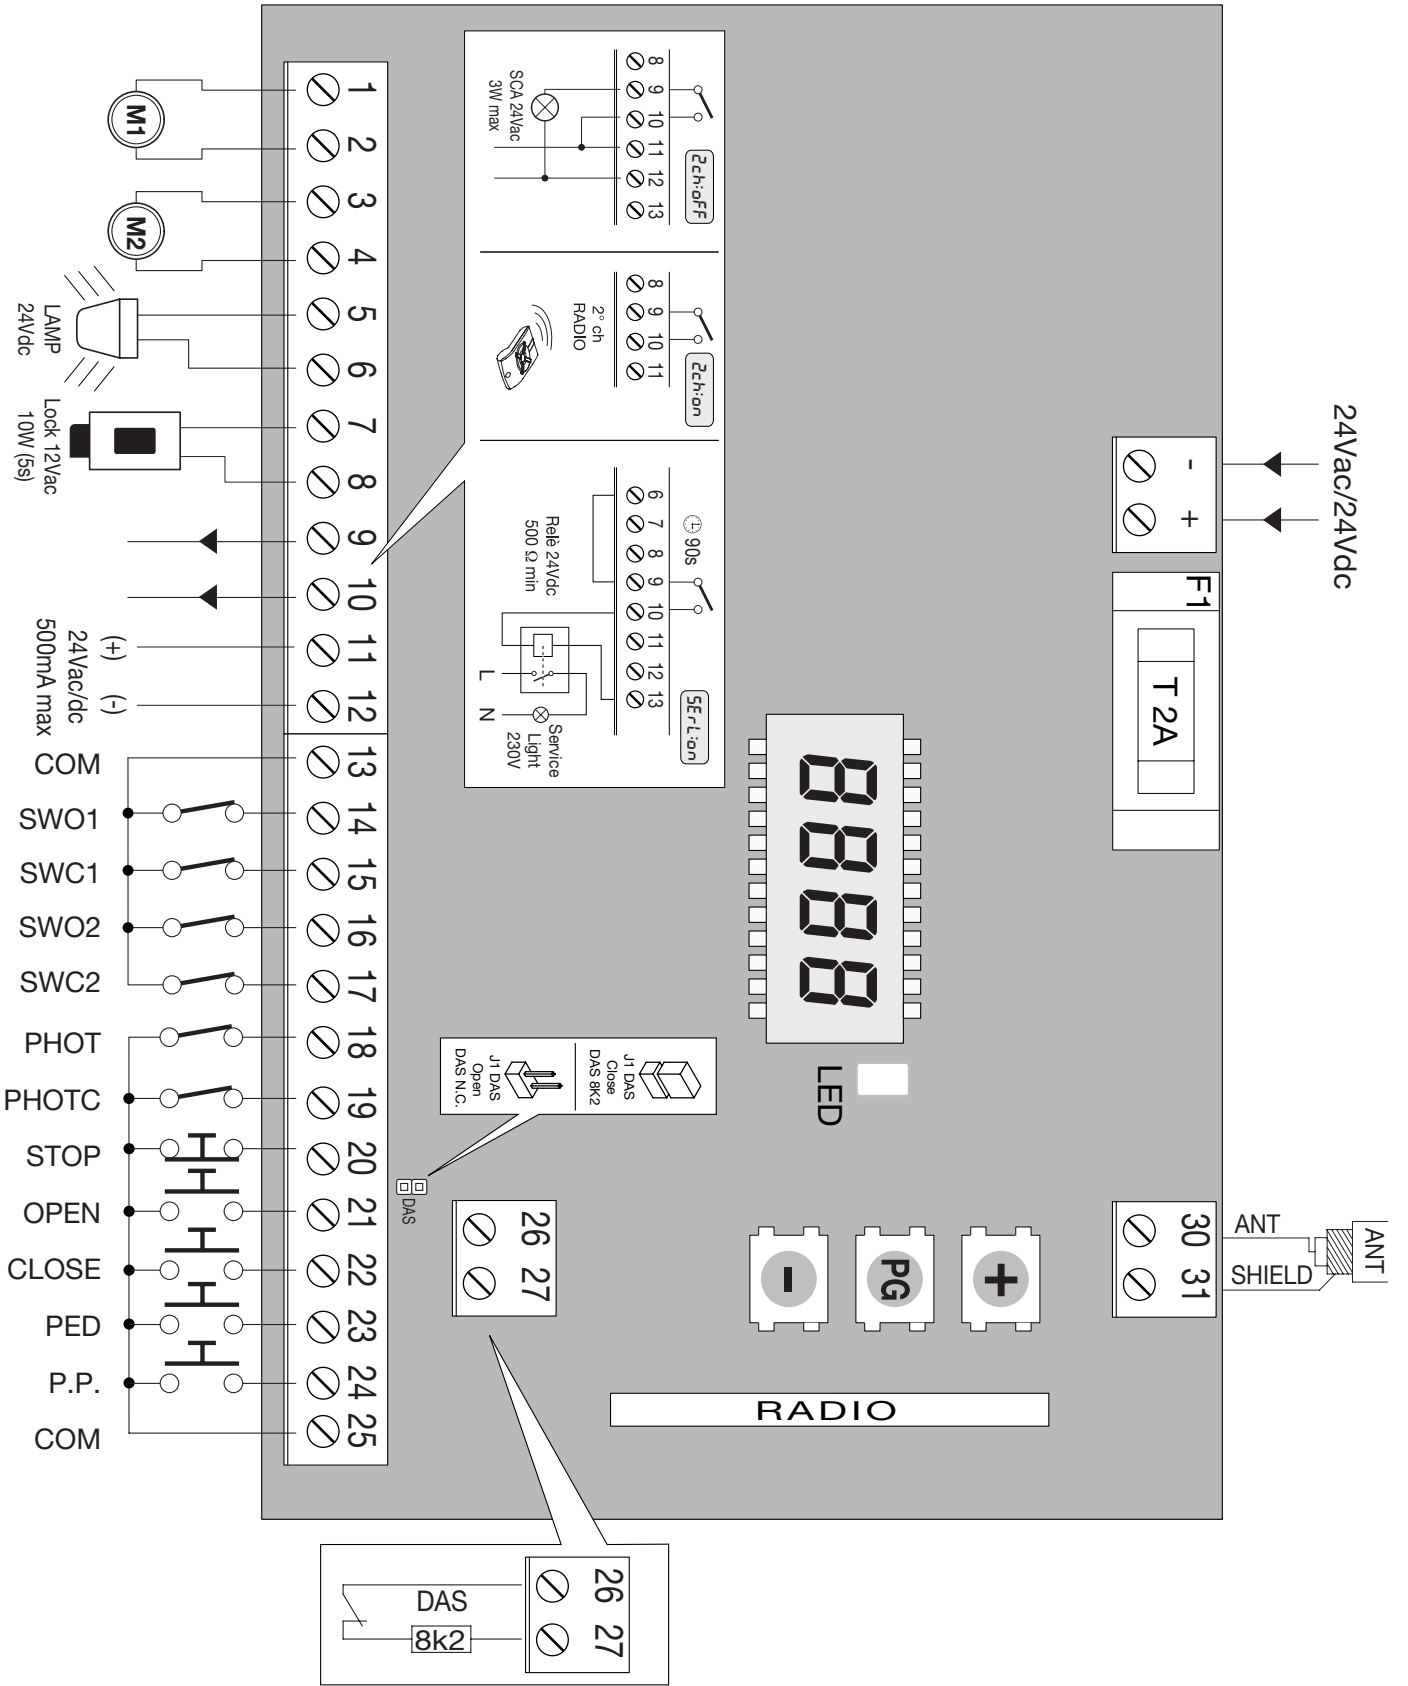 24Vac/24Vdc
-
+
F1
T 2A
1
2
3
4
5
6
7
8
9
10
11
12
13
14
15
16
17
18
19
20
21
22
23
24
25
M1
M2
LAMP
24Vdc
Lock 12Vac
10W (5s)
(+)
(-)
24Vac/dc
500mA max
COM
SWO1
SWC1
SWO2
SWC2
PHOT
PHOTC
STOP
OPEN
CLOSE
PED
P.P.
COM
8
9
10
11
12
13
SCA 24Vac
3W max
2ch:oFF
8
9
10
11
2° ch
RADIO
2ch:on
90s
6
7
8
9
10
11
12
13
Relè 24Vdc
500 Ω min
L
N
Service
Light
230V
SErL:on
8888
LED
J1 DAS
Close
DAS 8K2
J1 DAS
Open
DAS N.C.
DAS
26
27
-
PG
+
RADIO
30
31
ANT
SHIELD
ANT
26
27
DAS
8k2